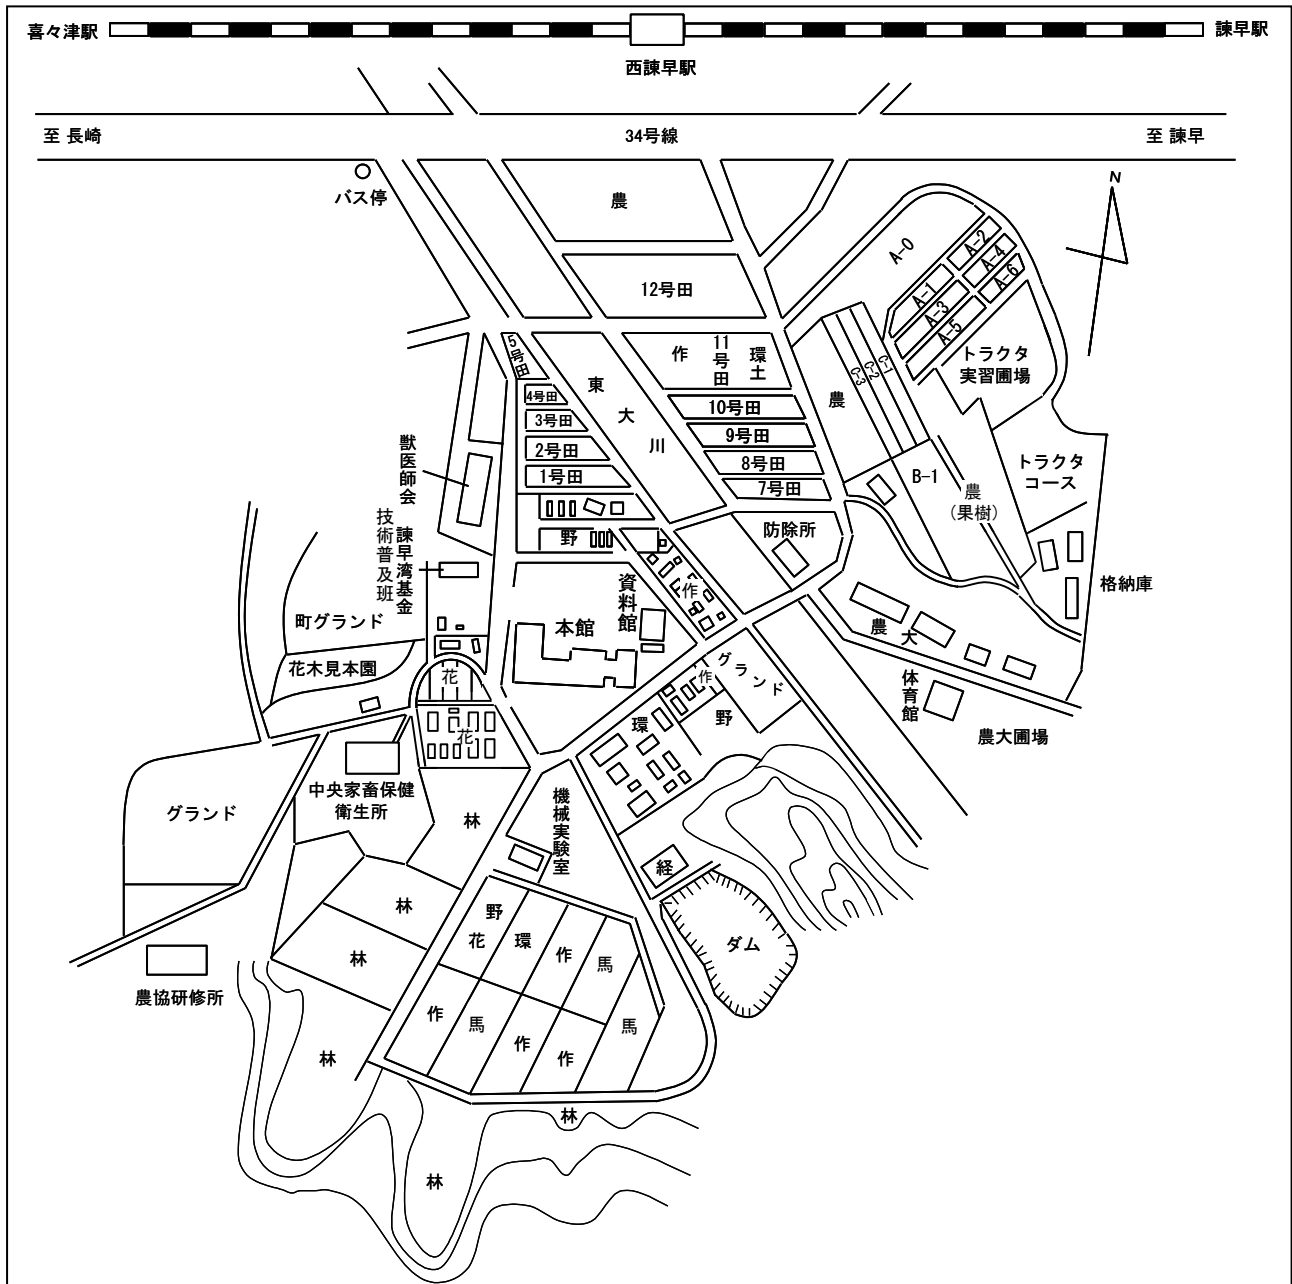 喜々津駅
諫早駅
西諫早駅
至 長崎
34号線
至 諫早
バス停
N
農
12号田
A-0
A-2
A-4
A-6
A-1
A-3
A-5
トラクタ
実習圃場
5号田
4号田
3号田
2号田
1号田
東大川
作
11号田
環土
10号田
9号田
8号田
7号田
農
C-3
C-2
C-1
B-1
農
(果樹)
トラクタ
コース
格納庫
獣医師会
諫早湾基金
技術普及班
野
防除所
作
資料館
本館
農大
体育館
農大圃場
町グランド
花木見本園
花
花
グランド
作
野
環
中央家畜保健
衛生所
グランド
林
機械実験室
経
ダム
林
林
林
林
林
農協研修所
野
花
環
作
馬
作
馬
作
作
馬